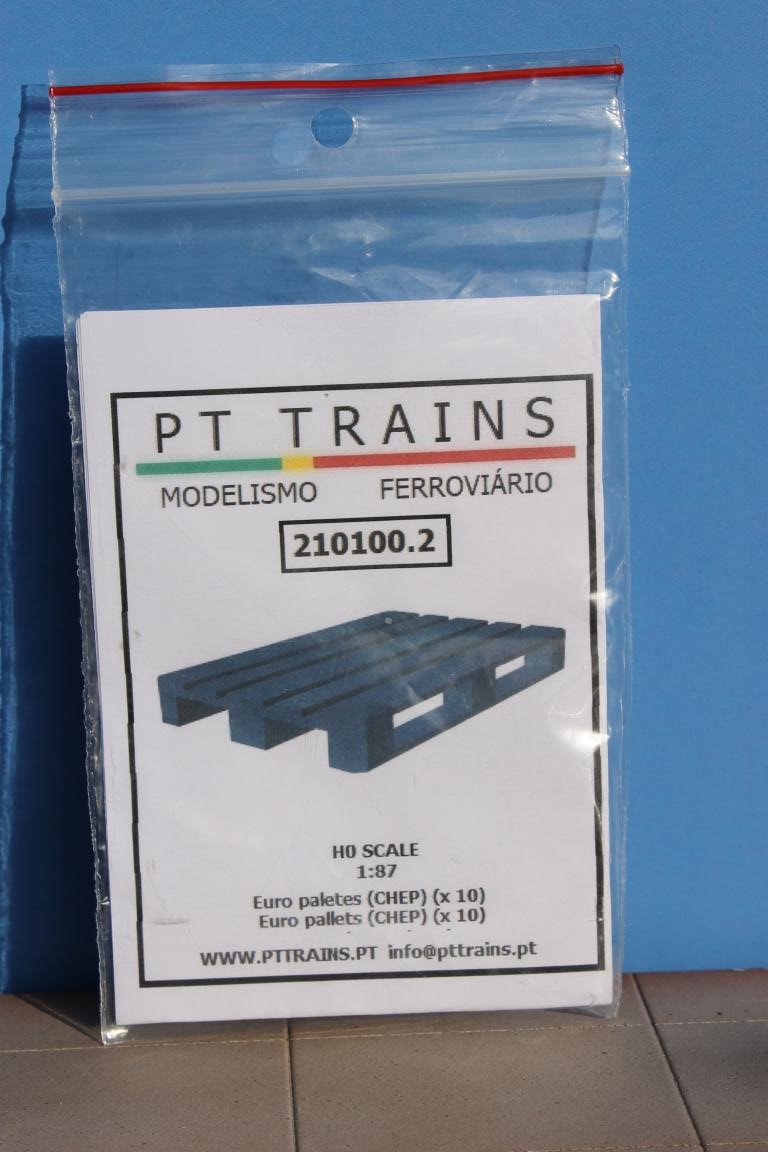 PT TRAINS
MODELISMO FERROVIÁRIO
210100.2
H0 SCALE
1:87
Euro paletes (CHEP) (x 10)
Euro pallets (CHEP) (x 10)
WWW.PTTRAINS.PT info@pttrains.pt